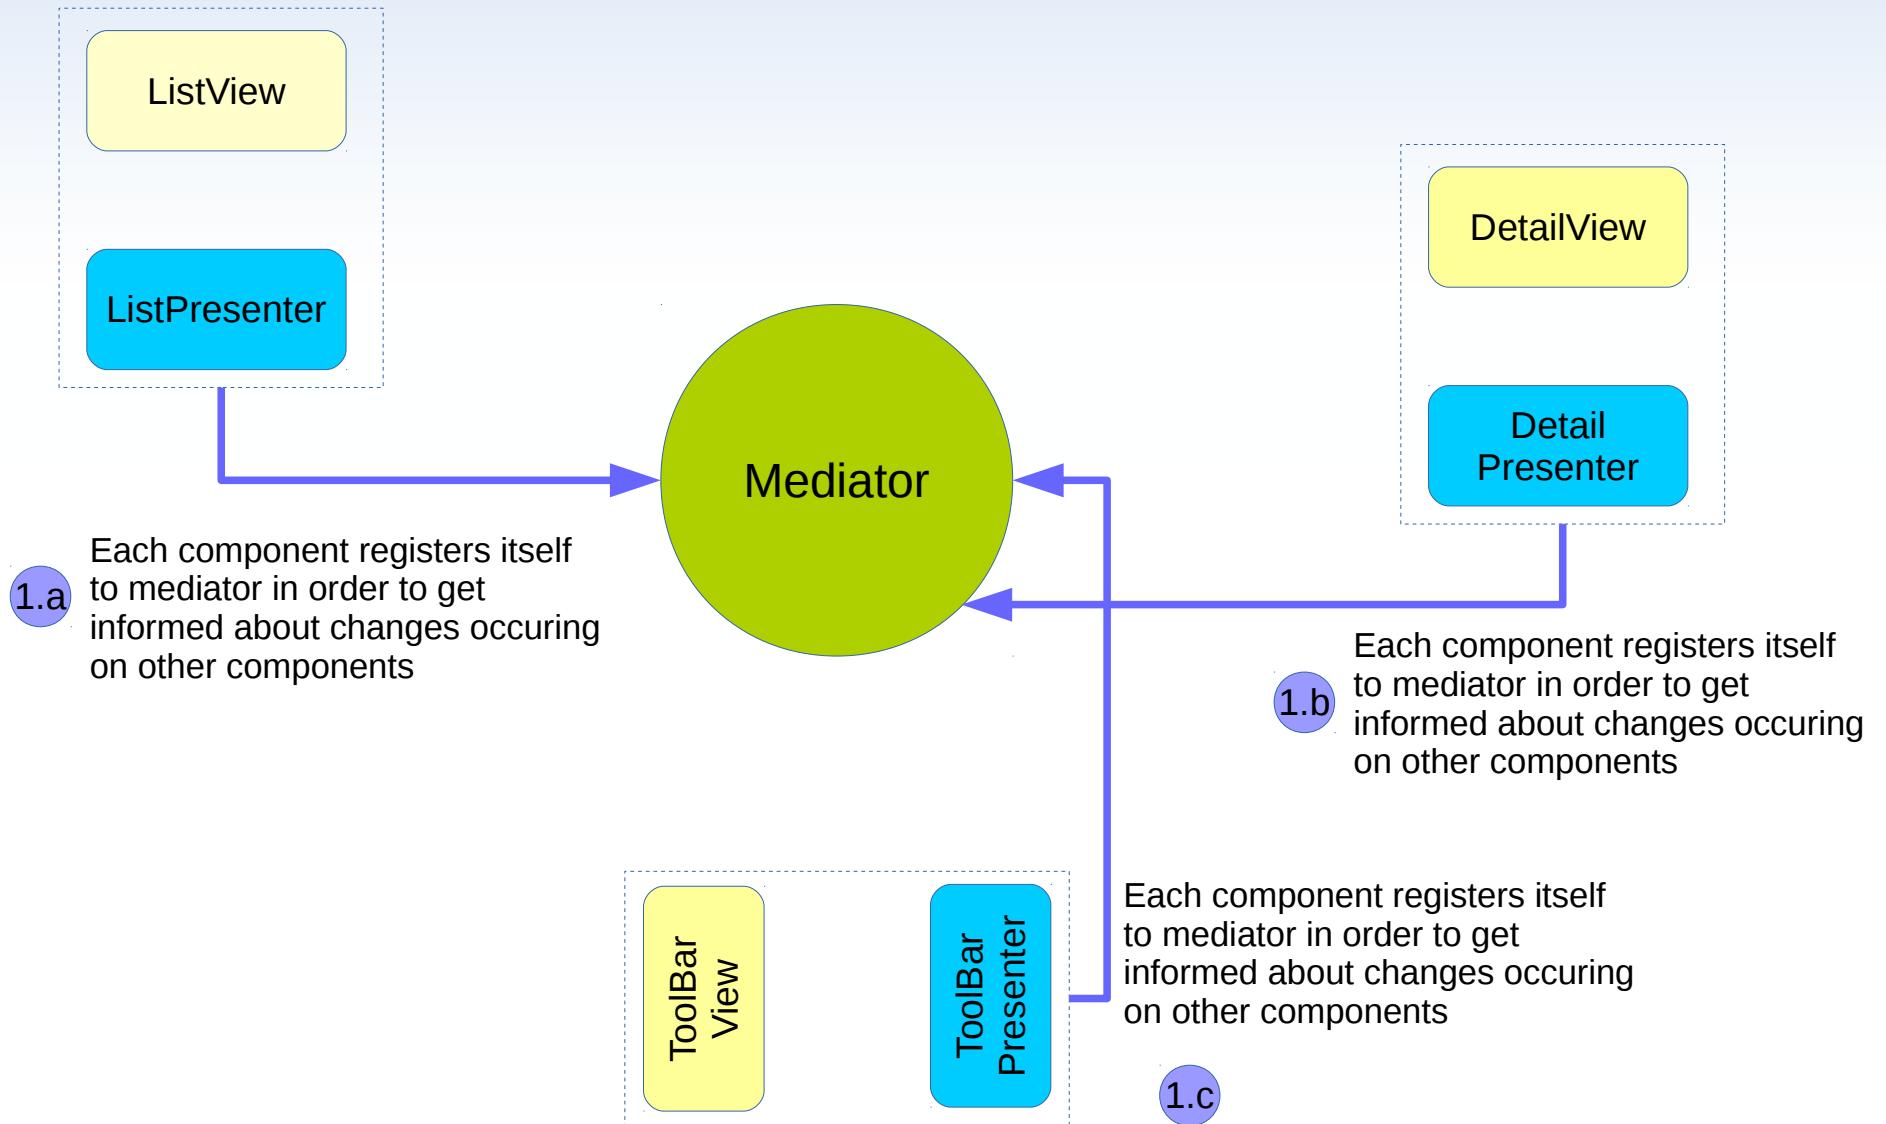 ListView
ListPresenter
DetailView
Detail
Presenter
Mediator
1.a
Each component registers itself
to mediator in order to get
informed about changes occuring
on other components
1.b
Each component registers itself
to mediator in order to get
informed about changes occuring
on other components
ToolBar
View
ToolBar
Presenter
Each component registers itself
to mediator in order to get
informed about changes occuring
on other components
1.c